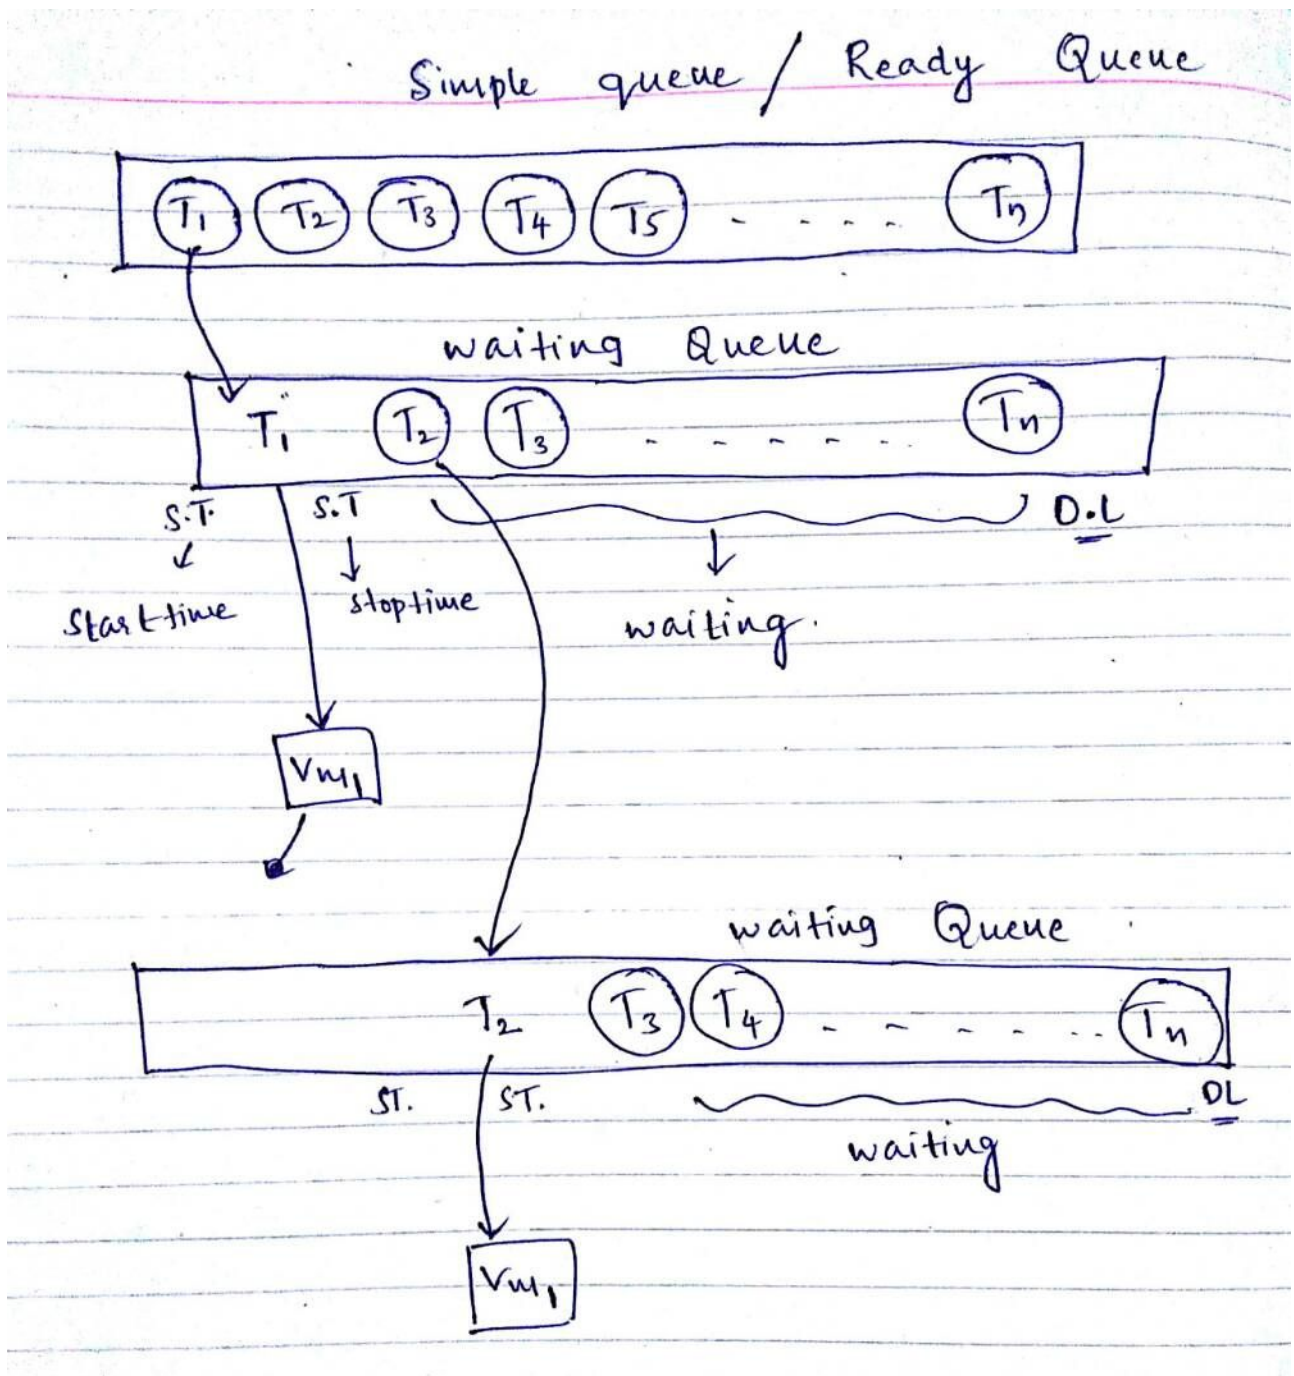 Simple queue / Ready Queue
T1 T2 T3 T4 T5 - - - - - Tn
waiting Queue
T1 T2 T3 - - - - - - Tn
S.T. S.T D.L
start time stoptime waiting.
Vm1
waiting Queue
T2 T3 T4 - - - - - - Tn
ST. ST. DL
waiting
Vm1